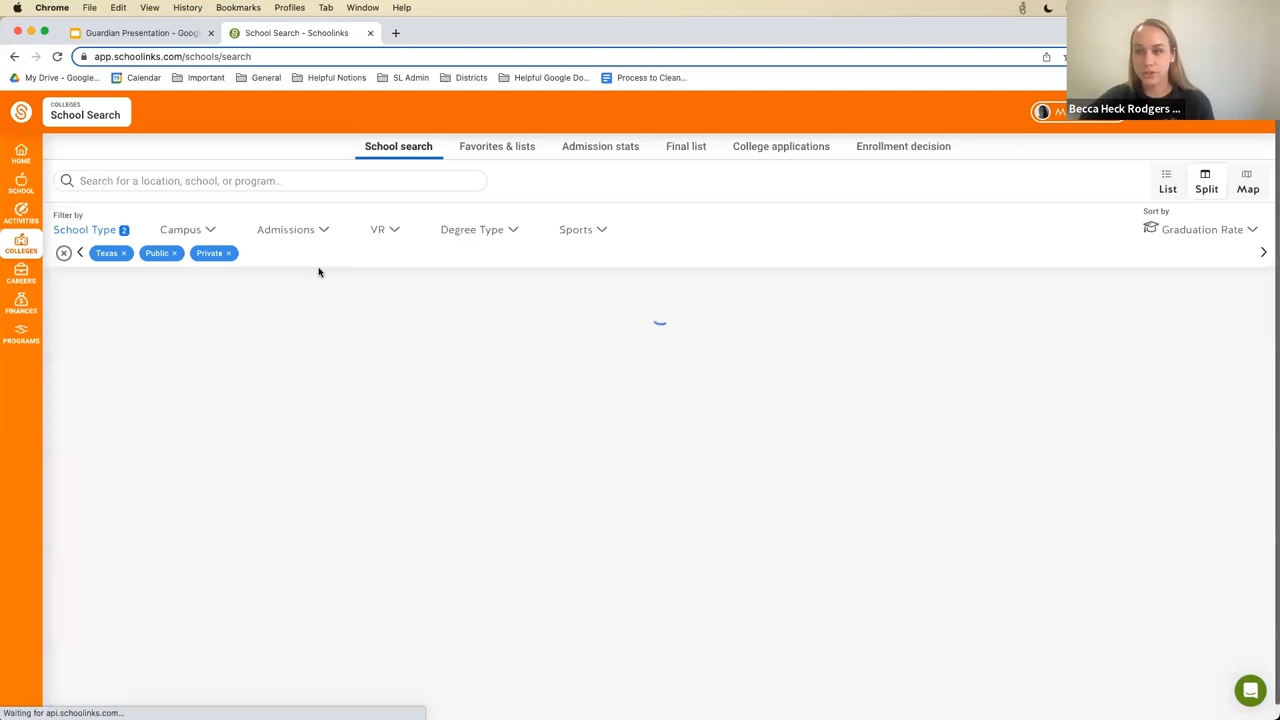 Chrome File Edit View History Bookmarks Profiles Tab Window Help
Guardian Presentation - Googl
School Search - Schoolinks
app.schoolinks.com/schools/search
My Drive - Google... Calendar Important General Helpful Notions SL Admin Districts Helpful Google Do... Process to Clean...
Becca Heck Rodgers ...
COLLEGES
School Search
M
School search Favorites & lists Admission stats Final list College applications Enrollment decision
HOME
SCHOOL
ACTIVITIES
COLLEGES
CAREERS
FINANCES
PROGRAMS
Search for a location, school, or program...
List Split Map
Filter by
School Type 2 Campus Admissions VR Degree Type Sports
Sort by
Graduation Rate
Texas × Public × Private ×
Waiting for api.schoolinks.com...